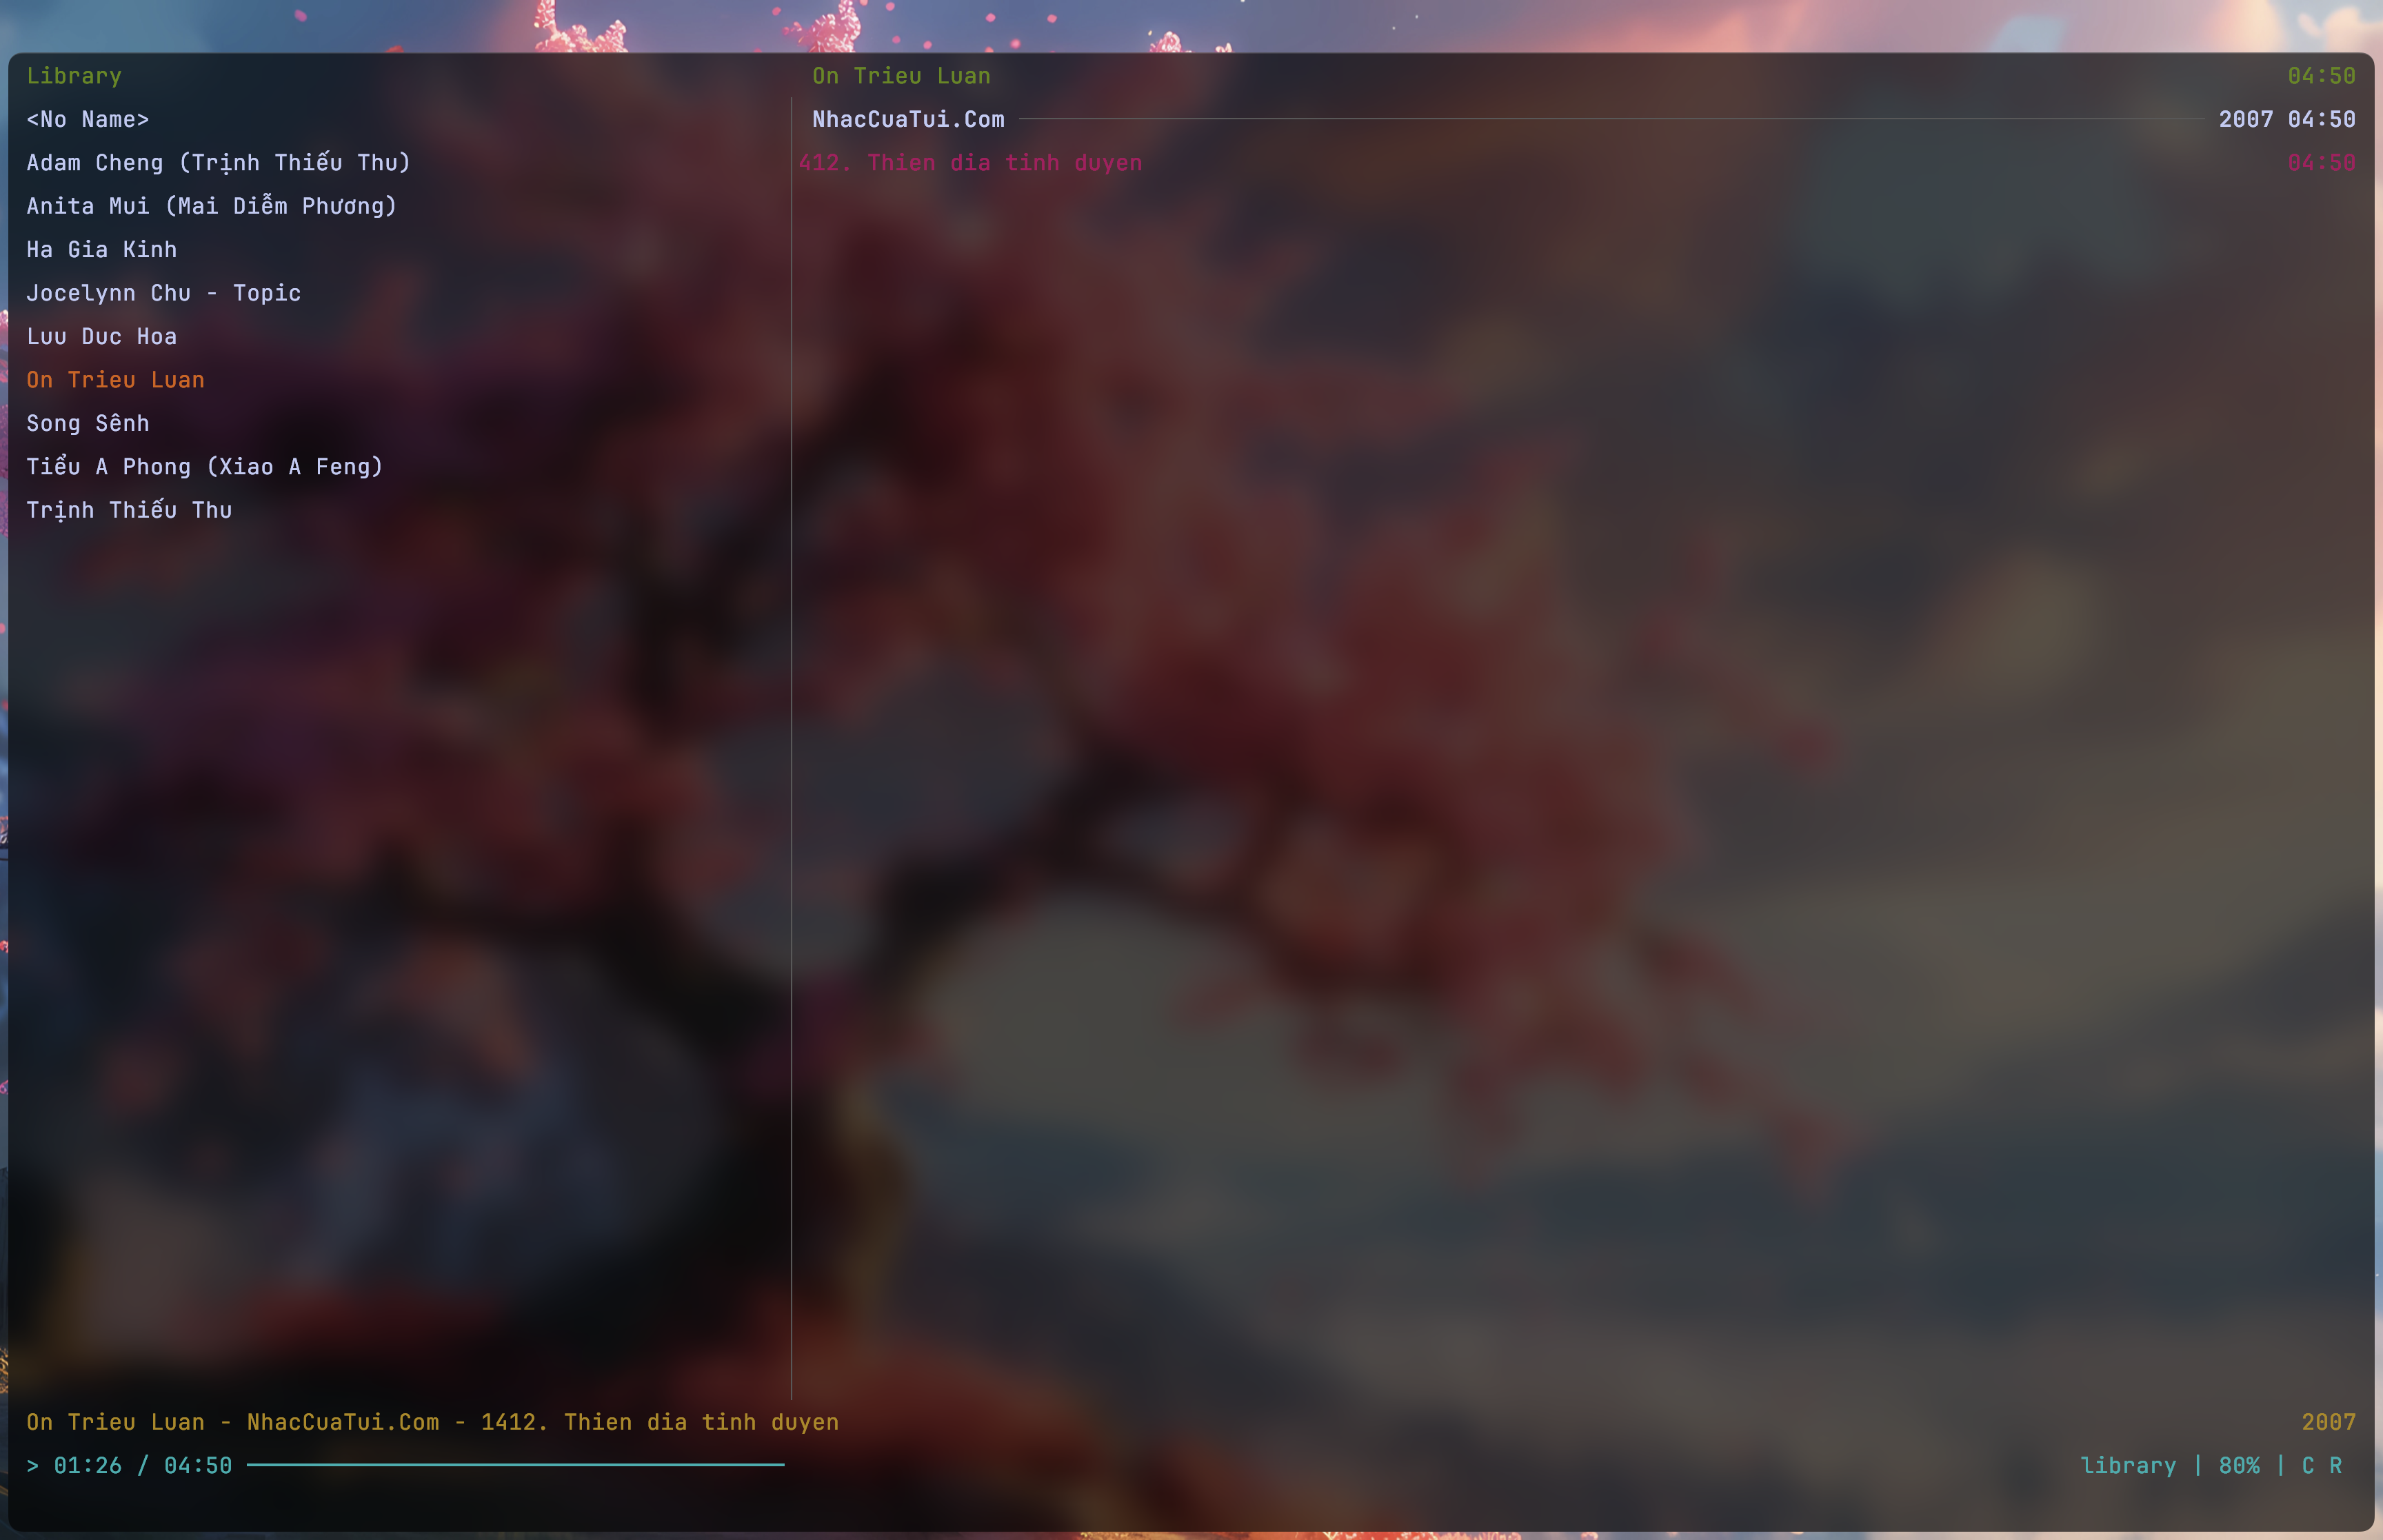 Library
<No Name>
Adam Cheng (Trịnh Thiếu Thu)
Anita Mui (Mai Diễm Phương)
Ha Gia Kinh
Jocelynn Chu - Topic
Luu Duc Hoa
On Trieu Luan
Song Sênh
Tiểu A Phong (Xiao A Feng)
Trịnh Thiếu Thu
On Trieu Luan 04:50
NhacCuaTui.Com 2007 04:50
412. Thien dia tinh duyen 04:50
On Trieu Luan - NhacCuaTui.Com - 1412. Thien dia tinh duyen 2007
> 01:26 / 04:50 library | 80% | C R